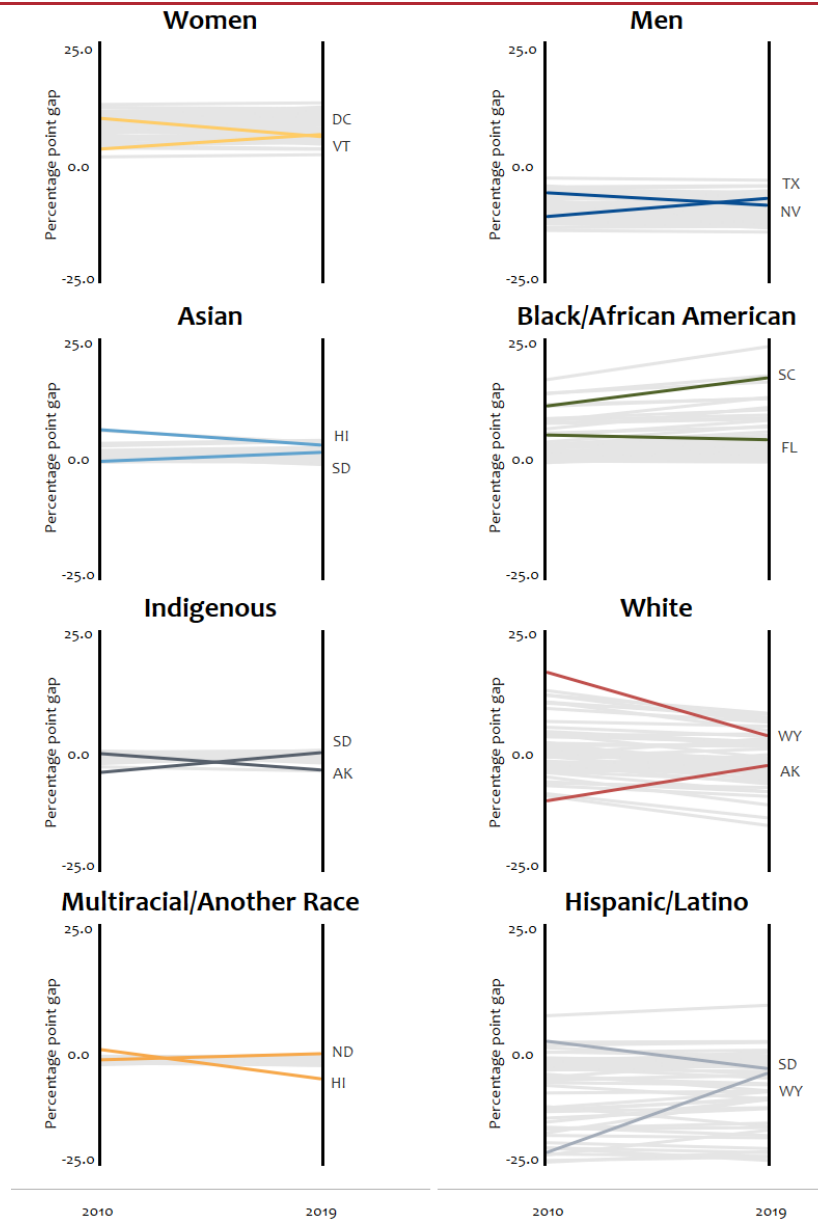 Women
25.0
Percentage point gap
0.0
-25.0
DC
VT
Men
25.0
Percentage point gap
0.0
-25.0
TX
NV
Asian
25.0
Percentage point gap
0.0
-25.0
HI
SD
Black/African American
25.0
Percentage point gap
0.0
-25.0
SC
FL
Indigenous
25.0
Percentage point gap
0.0
-25.0
SD
AK
White
25.0
Percentage point gap
0.0
-25.0
WY
AK
Multiracial/Another Race
25.0
Percentage point gap
0.0
-25.0
ND
HI
Hispanic/Latino
25.0
Percentage point gap
0.0
-25.0
SD
WY
2010
2019
2010
2019